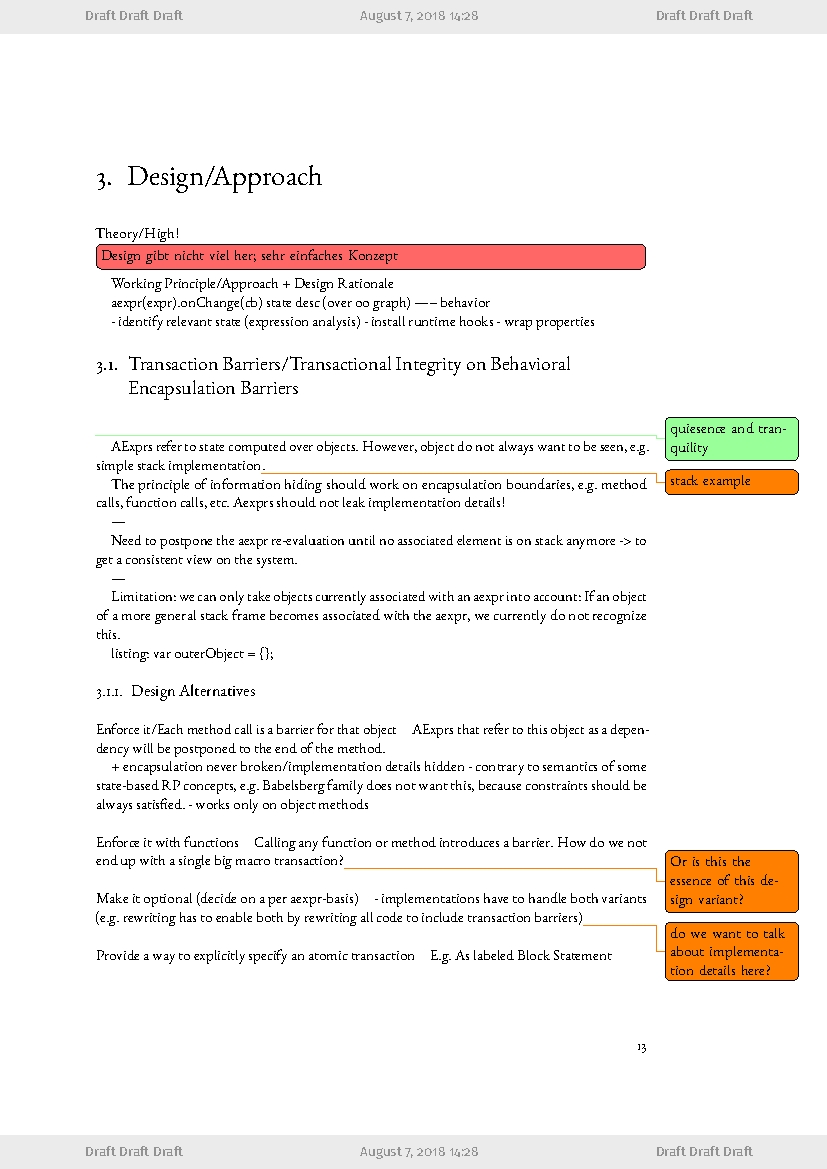 Draft Draft Draft August 7, 2018 14:28 Draft Draft Draft
3. Design/Approach
Theory/High!
Design gibt nicht viel her; sehr einfaches Konzept
Working Principle/Approach + Design Rationale
aexpr(expr).onChange(cb) state desc (over oo graph) —– behavior
- identify relevant state (expression analysis) - install runtime hooks - wrap properties
3.1. Transaction Barriers/Transactional Integrity on Behavioral
Encapsulation Barriers
quiesence and tran-
quility
AExprs refer to state computed over objects. However, object do not always want to be seen, e.g.
simple stack implementation.
stack example
The principle of information hiding should work on encapsulation boundaries, e.g. method
calls, function calls, etc. Aexprs should not leak implementation details!
—
Need to postpone the aexpr re-evaluation until no associated element is on stack anymore -> to
get a consistent view on the system.
—
Limitation: we can only take objects currently associated with an aexpr into account: If an object
of a more general stack frame becomes associated with the aexpr, we currently do not recognize
this.
listing: var outerObject = {};
3.1.1. Design Alternatives
Enforce it/Each method call is a barrier for that object AExprs that refer to this object as a depen-
dency will be postponed to the end of the method.
+ encapsulation never broken/implementation details hidden - contrary to semantics of some
state-based RP concepts, e.g. Babelsberg family does not want this, because constraints should be
always satisfied. - works only on object methods
Enforce it with functions Calling any function or method introduces a barrier. How do we not
end up with a single big macro transaction?
Or is this the
essence of this de-
sign variant?
Make it optional (decide on a per aexpr-basis) - implementations have to handle both variants
(e.g. rewriting has to enable both by rewriting all code to include transaction barriers)
do we want to talk
about implementa-
tion details here?
Provide a way to explicitly specify an atomic transaction E.g. As labeled Block Statement
13
Draft Draft Draft August 7, 2018 14:28 Draft Draft Draft